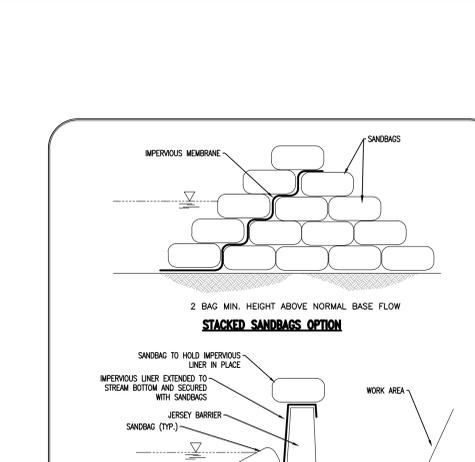 SANDBAGS
IMPERVIOUS MEMBRANE
2 BAG MIN. HEIGHT ABOVE NORMAL BASE FLOW
STACKED SANDBAGS OPTION
SANDBAG TO HOLD IMPERVIOUS
LINER IN PLACE
IMPERVIOUS LINER EXTENDED TO
STREAM BOTTOM AND SECURED
WITH SANDBAGS
WORK AREA
JERSEY BARRIER
SANDBAG (TYP.)